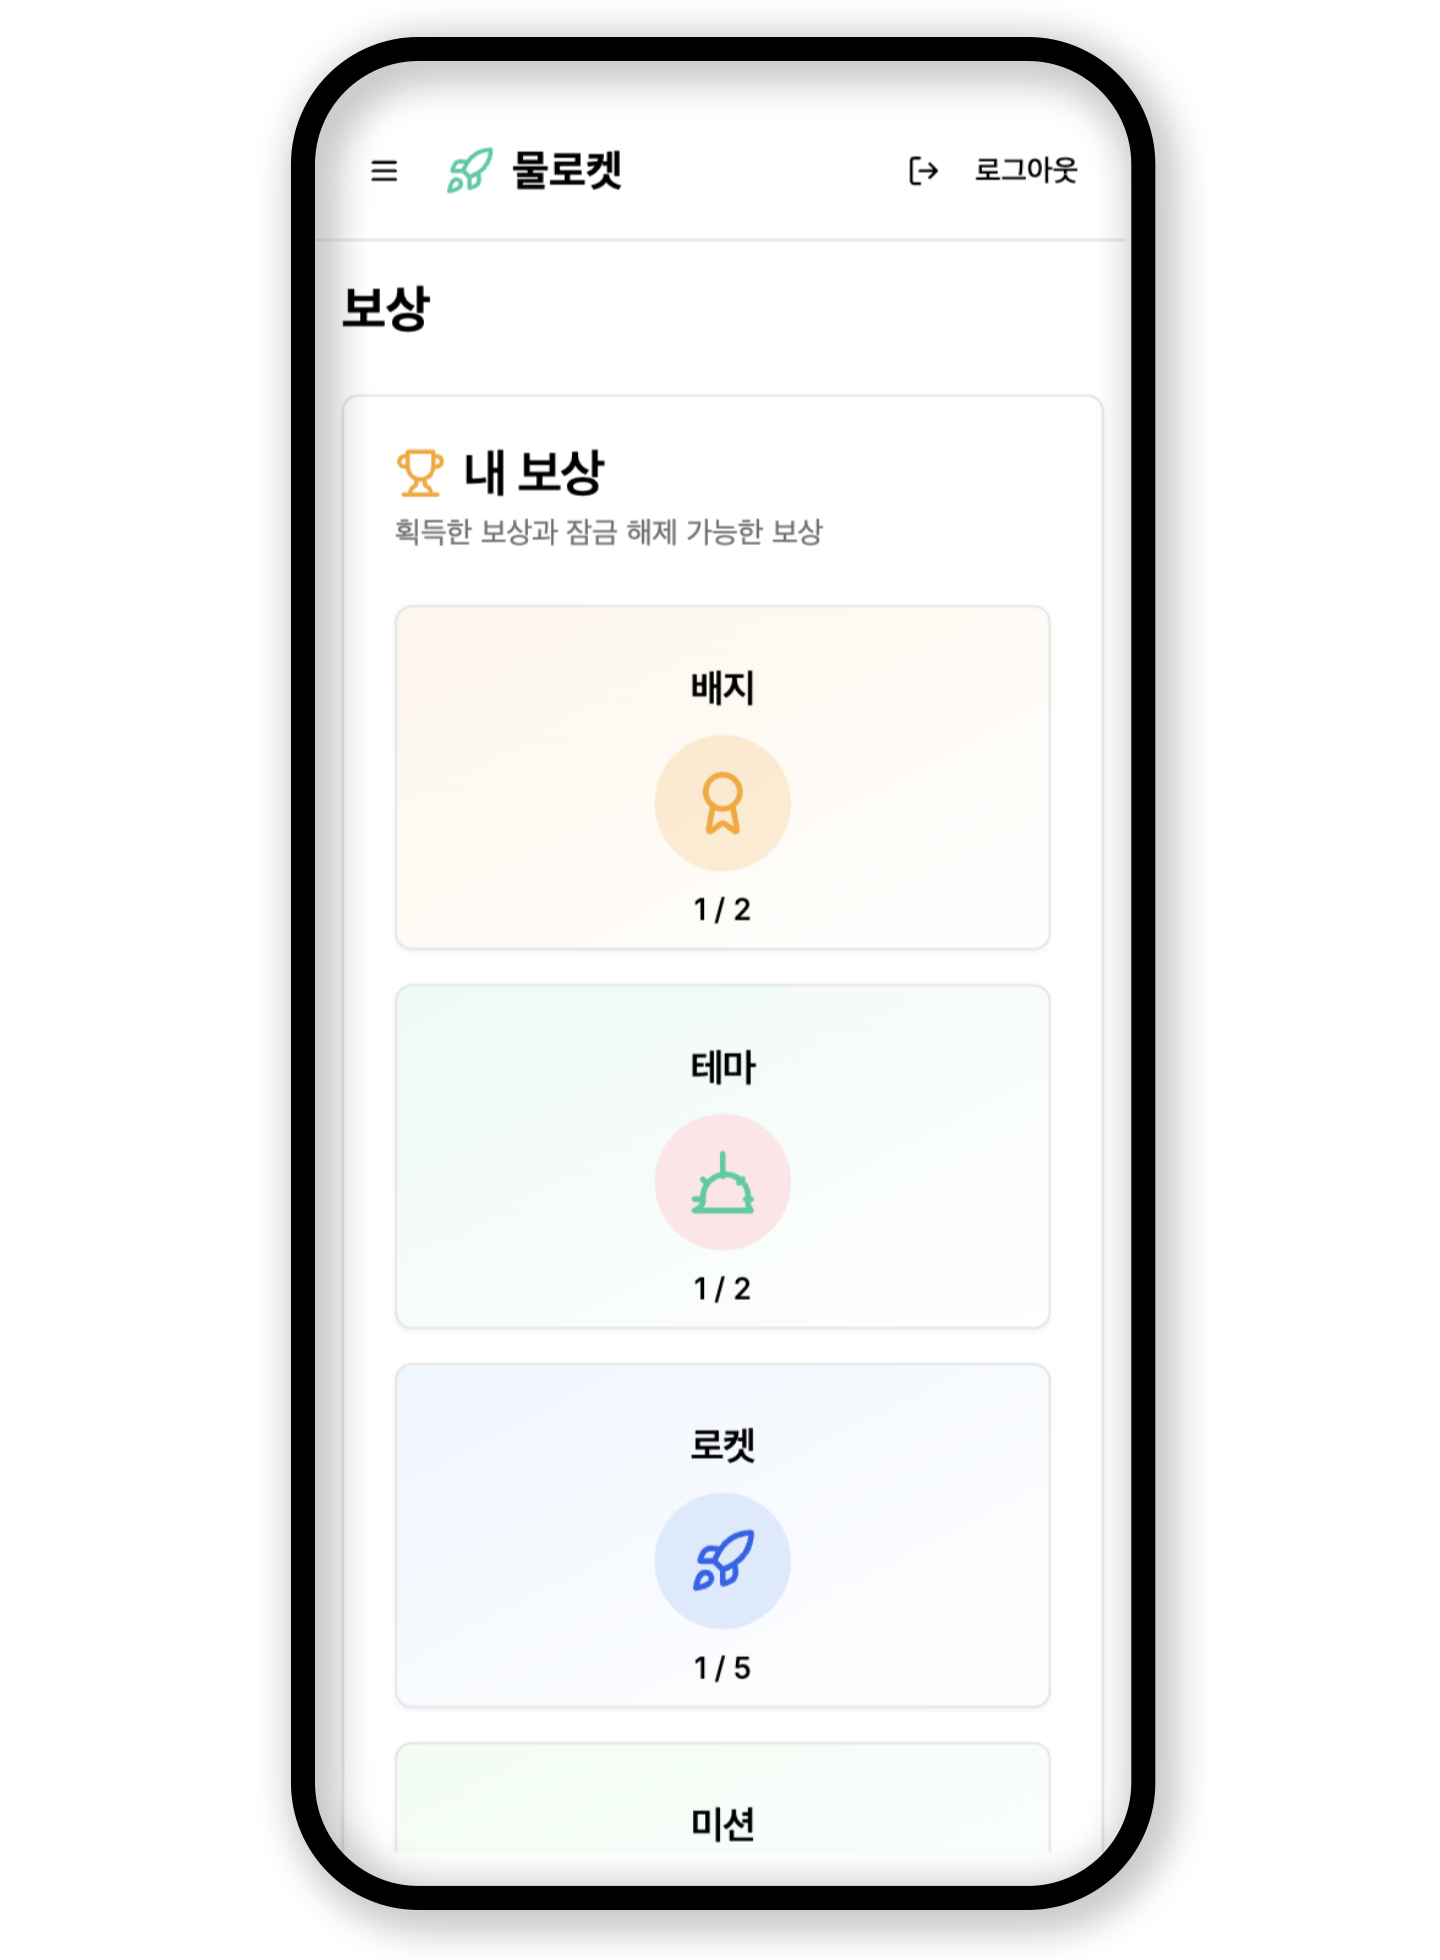 물로켓
로그아웃
보상
내 보상
획득한 보상과 잠금 해제 가능한 보상
배지
1 / 2
테마
1 / 2
로켓
1 / 5
미션